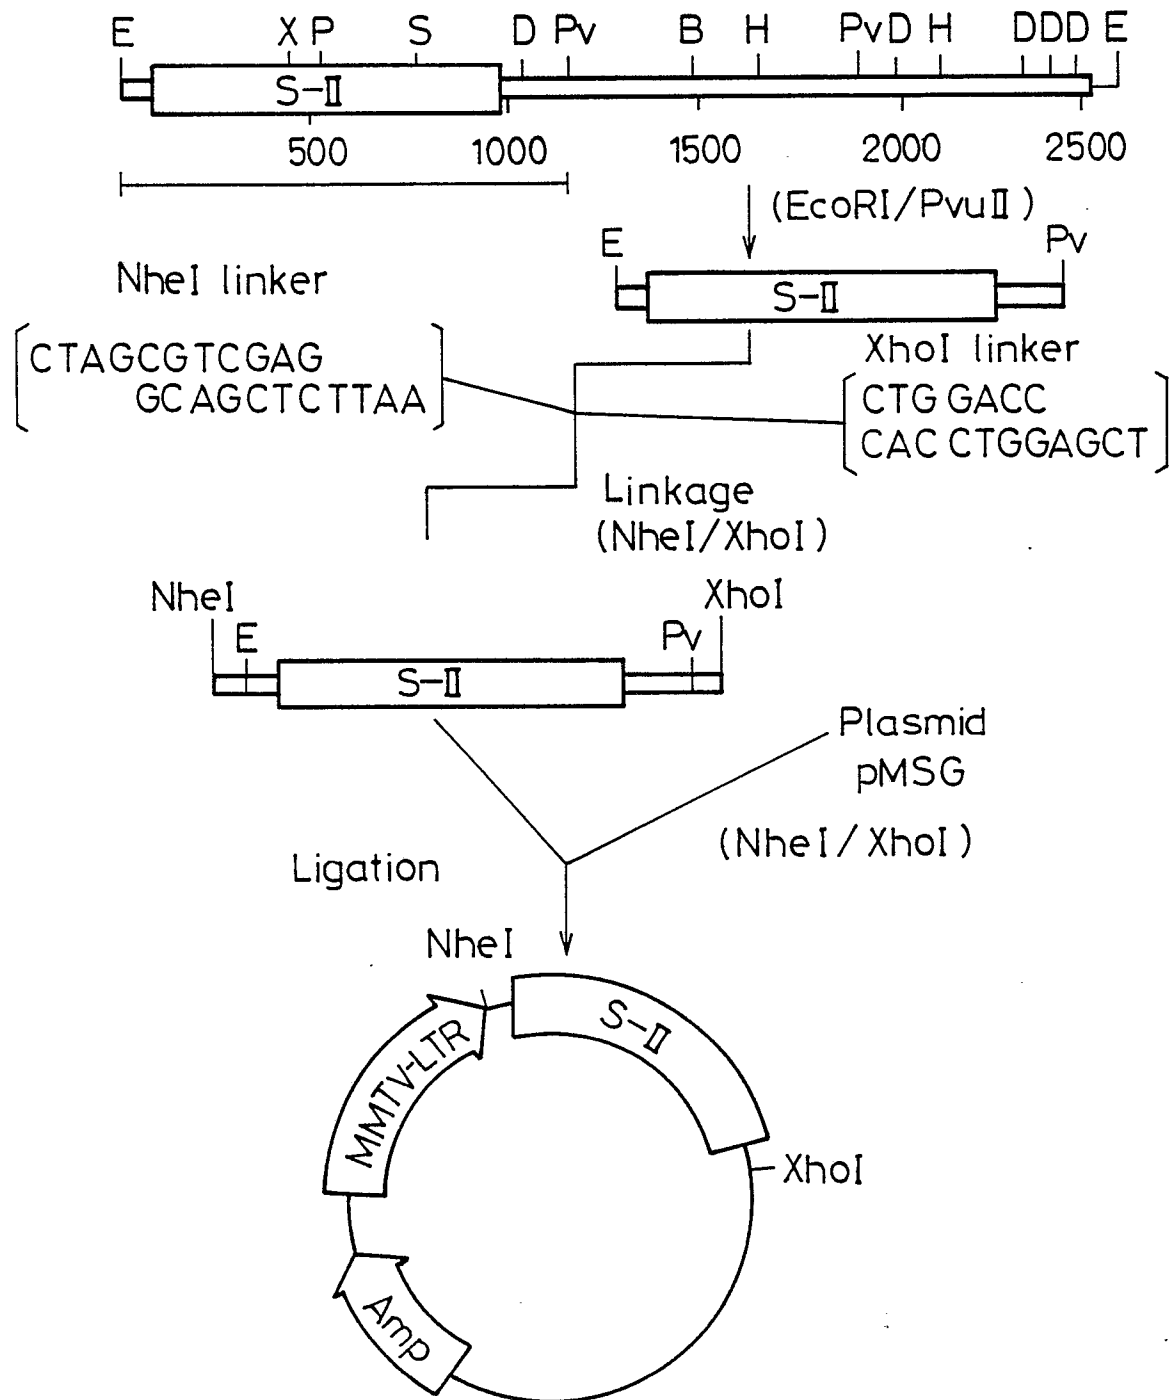 E X P S D Pv B H Pv D H D D D E
S-II
500 1000 1500 2000 2500
(EcoRI/PvuII)
E Pv
NheI linker
S-II
XhoI linker
CTAGCGTCGAG
GCAGCTCTTAA
CTG GACC
CAC CTGGAGCT
Linkage
(NheI/XhoI)
NheI XhoI
E Pv
S-II
Plasmid
pMSG
(NheI/XhoI)
Ligation
NheI
S-II
MMTV-LTR
XhoI
Amp